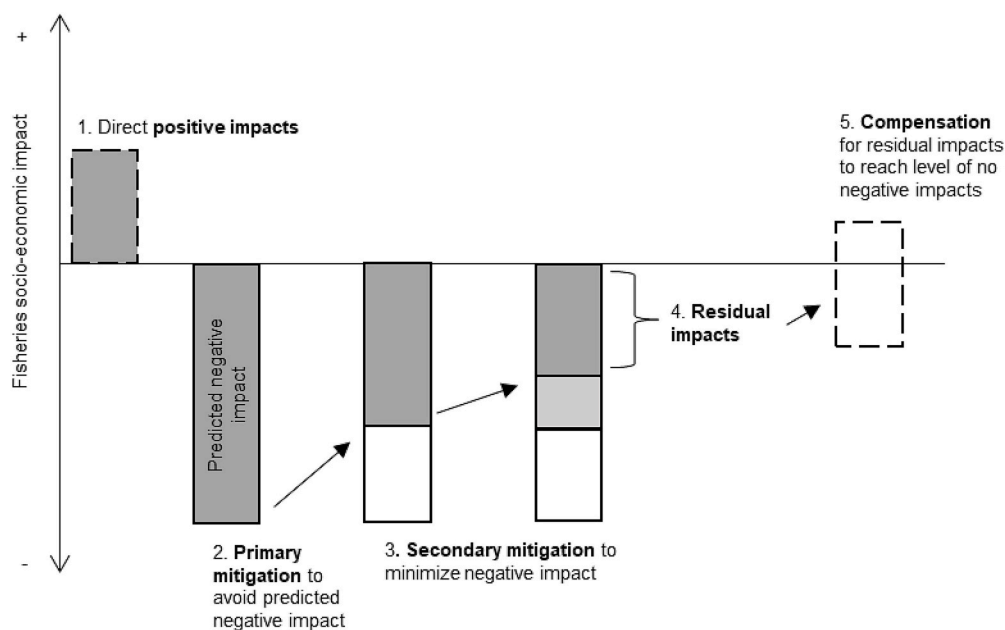 +
Fisheries socio-economic impact
-
1. Direct positive impacts
Predicted negative
impact
2. Primary
mitigation to
avoid predicted
negative impact
3. Secondary mitigation to
minimize negative impact
4. Residual
impacts
5. Compensation
for residual impacts
to reach level of no
negative impacts